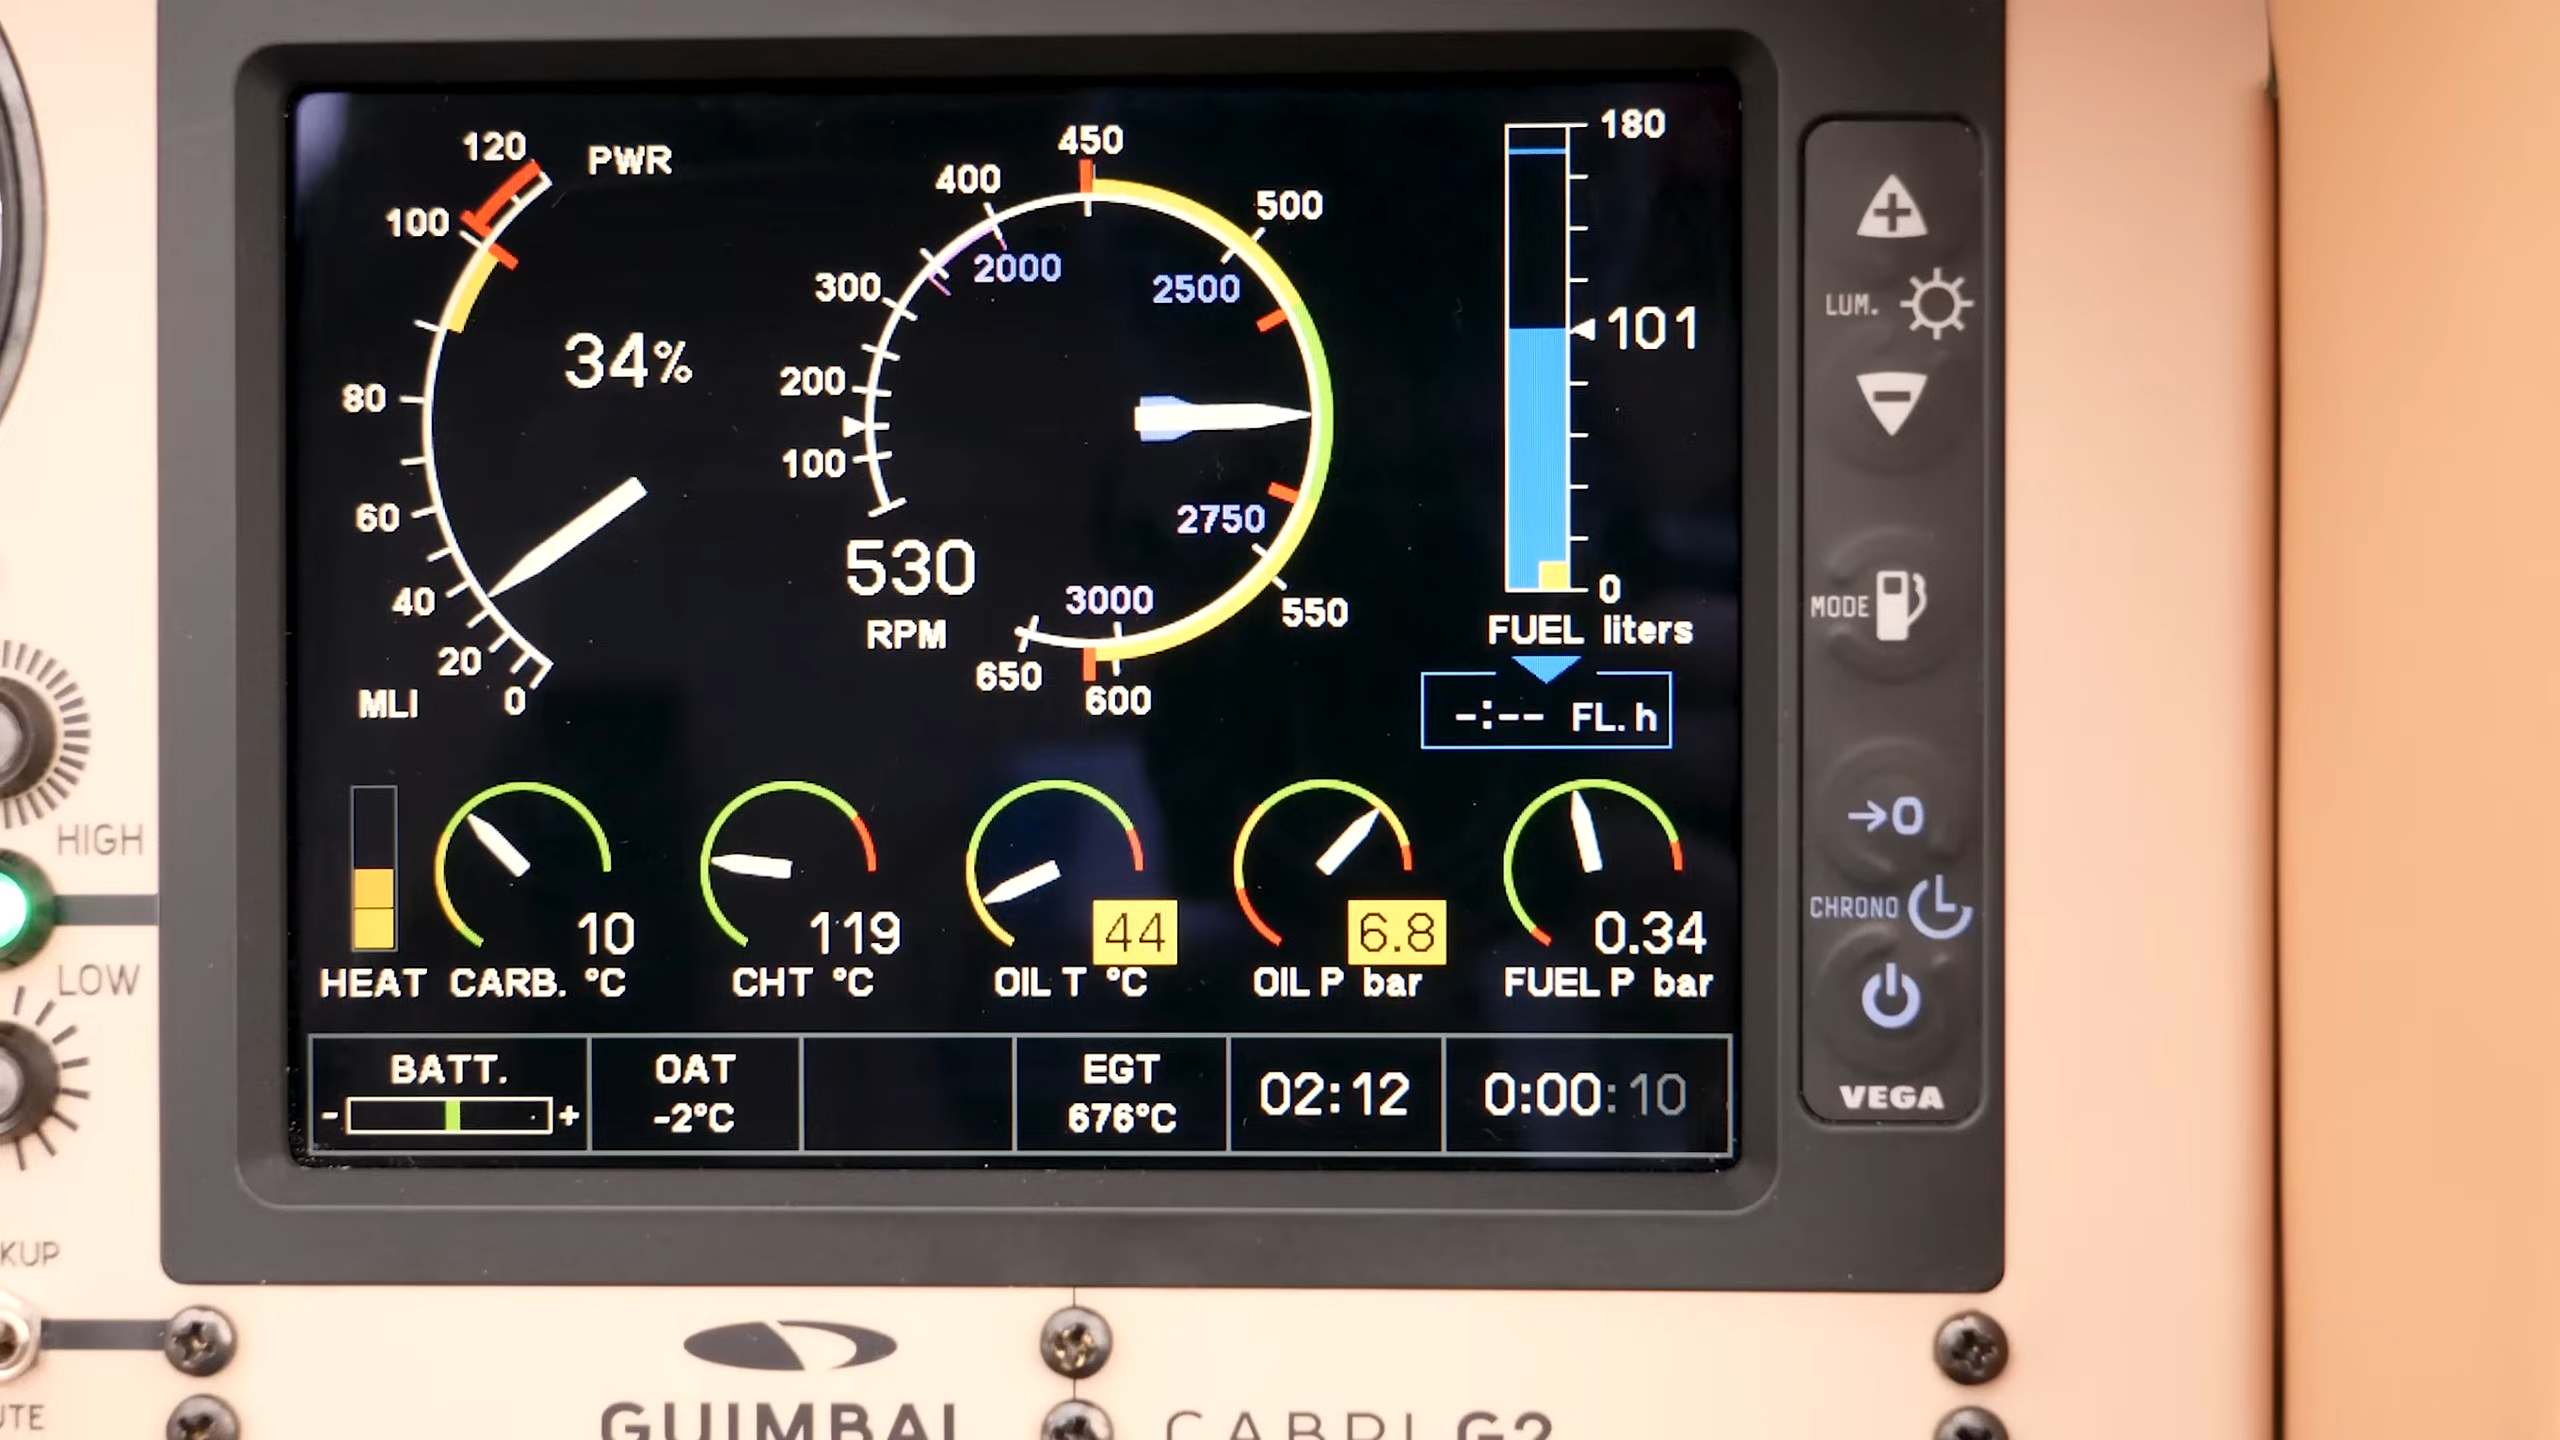 120
PWR
100
34%
80
60
40
20
0
MLI
450
400
500
2000
2500
300
200
100
530
RPM
2750
3000
550
650
600
180
101
0
FUEL liters
-:-- FL. h
HEAT
10
CARB. °C
119
CHT °C
44
OIL T °C
6.8
OIL P bar
0.34
FUEL P bar
BATT.
- +
OAT
-2°C
EGT
676°C
02:12
0:00:10
+
LUM.
-
MODE
→0
CHRONO
VEGA
HIGH
LOW
KUP
UTE
GUIMBAL
CABRI G2